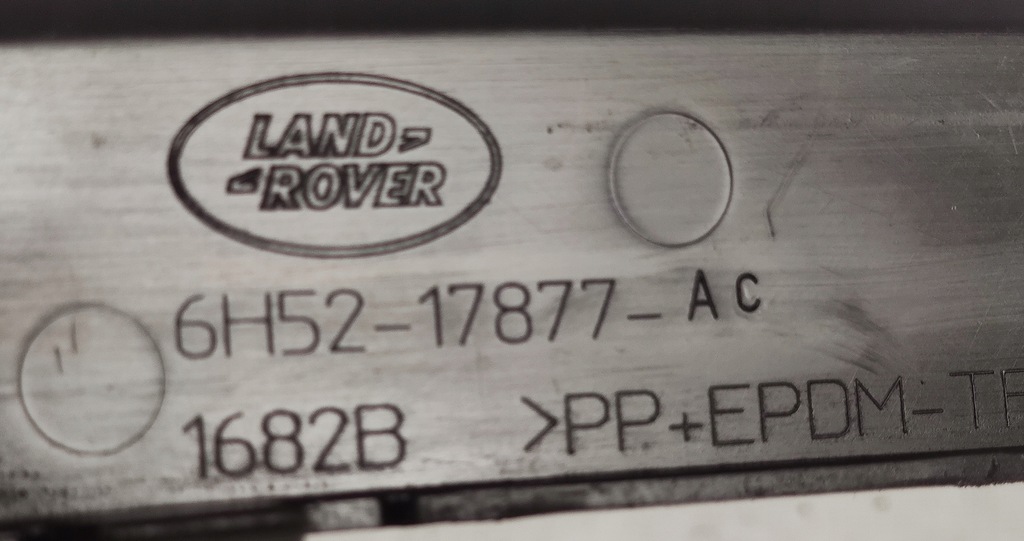 LAND
ROVER
6H52-17877-AC
1682B
>PP+EPDM-